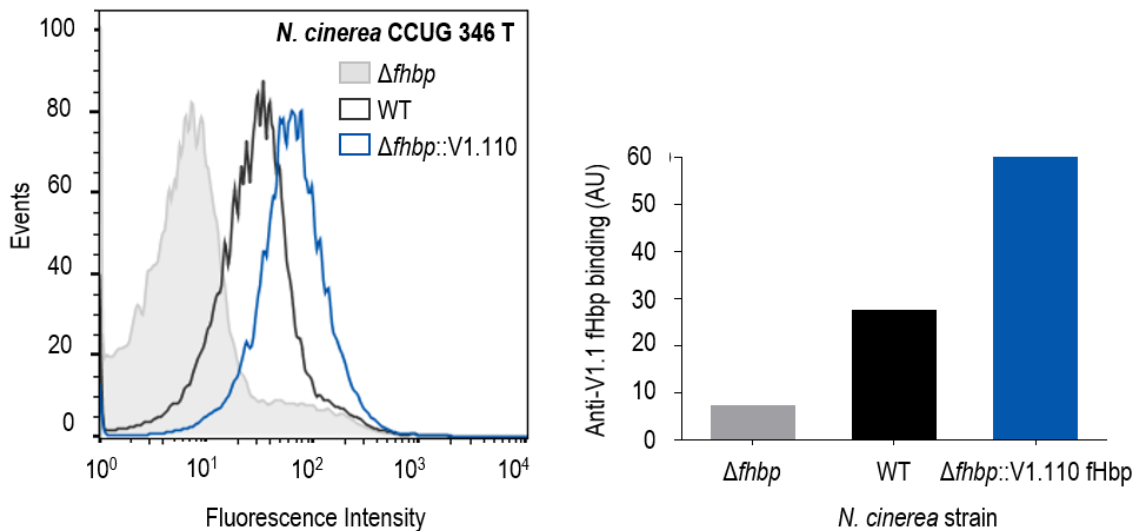 N. cinerea CCUG 346 T
Δfhbp
WT
Δfhbp::V1.110
Events
100
80
60
40
20
0
10⁰ 10¹ 10² 10³ 10⁴
Fluorescence Intensity
Anti-V1.1 fHbp binding (AU)
60
50
40
30
20
10
0
Δfhbp WT Δfhbp::V1.110 fHbp
N. cinerea strain